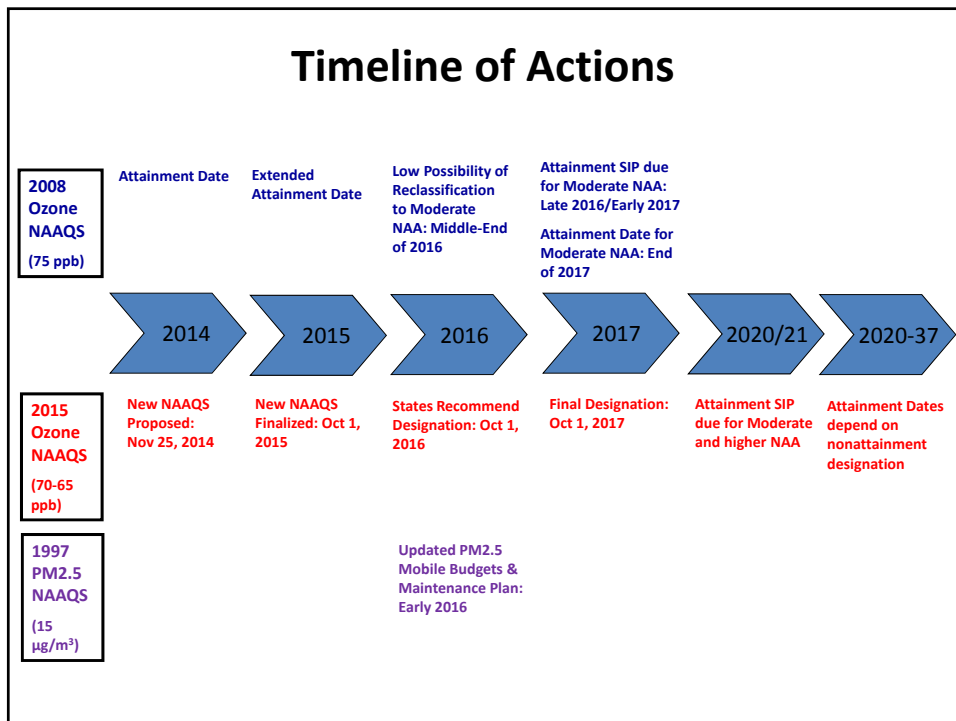 Timeline of Actions
2008
Ozone
NAAQS
(75 ppb)
Attainment Date
Extended
Attainment Date
Low Possibility of
Reclassification
to Moderate
NAA: Middle-End
of 2016
Attainment SIP due
for Moderate NAA:
Late 2016/Early 2017
Attainment Date for
Moderate NAA: End
of 2017
2014
2015
2016
2017
2020/21
2020-37
2015
Ozone
NAAQS
(70-65
ppb)
New NAAQS
Proposed:
Nov 25, 2014
New NAAQS
Finalized: Oct 1,
2015
States Recommend
Designation: Oct 1,
2016
Final Designation:
Oct 1, 2017
Attainment SIP
due for Moderate
and higher NAA
Attainment Dates
depend on
nonattainment
designation
1997
PM2.5
NAAQS
(15
µg/m³)
Updated PM2.5
Mobile Budgets &
Maintenance Plan:
Early 2016